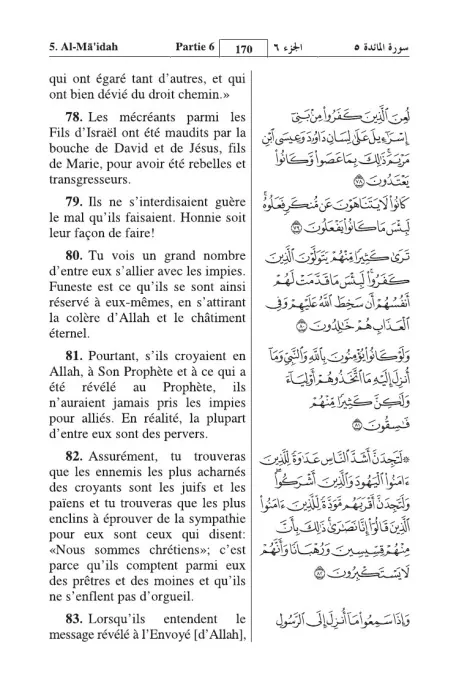 5. Al-Mā'idah Partie 6 170 الجزء ٦ سورة المائدة ٥
qui ont égaré tant d'autres, et qui
ont bien dévié du droit chemin.»
78. Les mécréants parmi les
Fils d'Israël ont été maudits par la
bouche de David et de Jésus, fils
de Marie, pour avoir été rebelles et
transgresseurs.
79. Ils ne s'interdisaient guère
le mal qu'ils faisaient. Honnie soit
leur façon de faire!
80. Tu vois un grand nombre
d'entre eux s'allier avec les impies.
Funeste est ce qu'ils se sont ainsi
réservé à eux-mêmes, en s'attirant
la colère d'Allah et le châtiment
éternel.
81. Pourtant, s'ils croyaient en
Allah, à Son Prophète et à ce qui a
été révélé au Prophète, ils
n'auraient jamais pris les impies
pour alliés. En réalité, la plupart
d'entre eux sont des pervers.
82. Assurément, tu trouveras
que les ennemis les plus acharnés
des croyants sont les juifs et les
païens et tu trouveras que les plus
enclins à éprouver de la sympathie
pour eux sont ceux qui disent:
«Nous sommes chrétiens»; c'est
parce qu'ils comptent parmi eux
des prêtres et des moines et qu'ils
ne s'enflent pas d'orgueil.
83. Lorsqu'ils entendent le
message révélé à l'Envoyé [d'Allah],
لُعِنَ ٱلَّذِينَ كَفَرُواْ مِنۢ بَنِيٓ
إِسْرَٰٓءِيلَ عَلَىٰ لِسَانِ دَاوُۥدَ وَعِيسَى ٱبْنِ
مَرْيَمَۚ ذَٰلِكَ بِمَا عَصَواْ وَّكَانُواْ
يَعْتَدُونَ ٧٨
كَانُواْ لَا يَتَنَاهَوْنَ عَن مُّنكَرٍ فَعَلُوهُۚ
لَبِئْسَ مَا كَانُواْ يَفْعَلُونَ ٧٩
تَرَىٰ كَثِيرًا مِّنْهُمْ يَتَوَلَّوْنَ ٱلَّذِينَ
كَفَرُواْۚ لَبِئْسَ مَا قَدَّمَتْ لَهُمْ
أَنفُسُهُمْ أَن سَخِطَ ٱللَّهُ عَلَيْهِمْ وَفِي
ٱلْعَذَابِ هُمْ خَٰلِدُونَ ٨٠
وَلَوْ كَانُواْ يُؤْمِنُونَ بِٱللَّهِ وَٱلنَّبِيِّ وَمَآ
أُنزِلَ إِلَيْهِ مَا ٱتَّخَذُوهُمْ أَوْلِيَآءَ
وَلَٰكِنَّ كَثِيرًا مِّنْهُمْ
فَٰسِقُونَ ٨١
۞ لَتَجِدَنَّ أَشَدَّ ٱلنَّاسِ عَدَٰوَةً لِّلَّذِينَ
ءَامَنُواْ ٱلْيَهُودَ وَٱلَّذِينَ أَشْرَكُواْۖ
وَلَتَجِدَنَّ أَقْرَبَهُم مَّوَدَّةً لِّلَّذِينَ ءَامَنُواْ
ٱلَّذِينَ قَالُوٓاْ إِنَّا نَصَٰرَىٰۚ ذَٰلِكَ بِأَنَّ
مِنْهُمْ قِسِّيسِينَ وَرُهْبَانًا وَأَنَّهُمْ
لَا يَسْتَكْبِرُونَ ٨٢
وَإِذَا سَمِعُواْ مَآ أُنزِلَ إِلَى ٱلرَّسُولِ